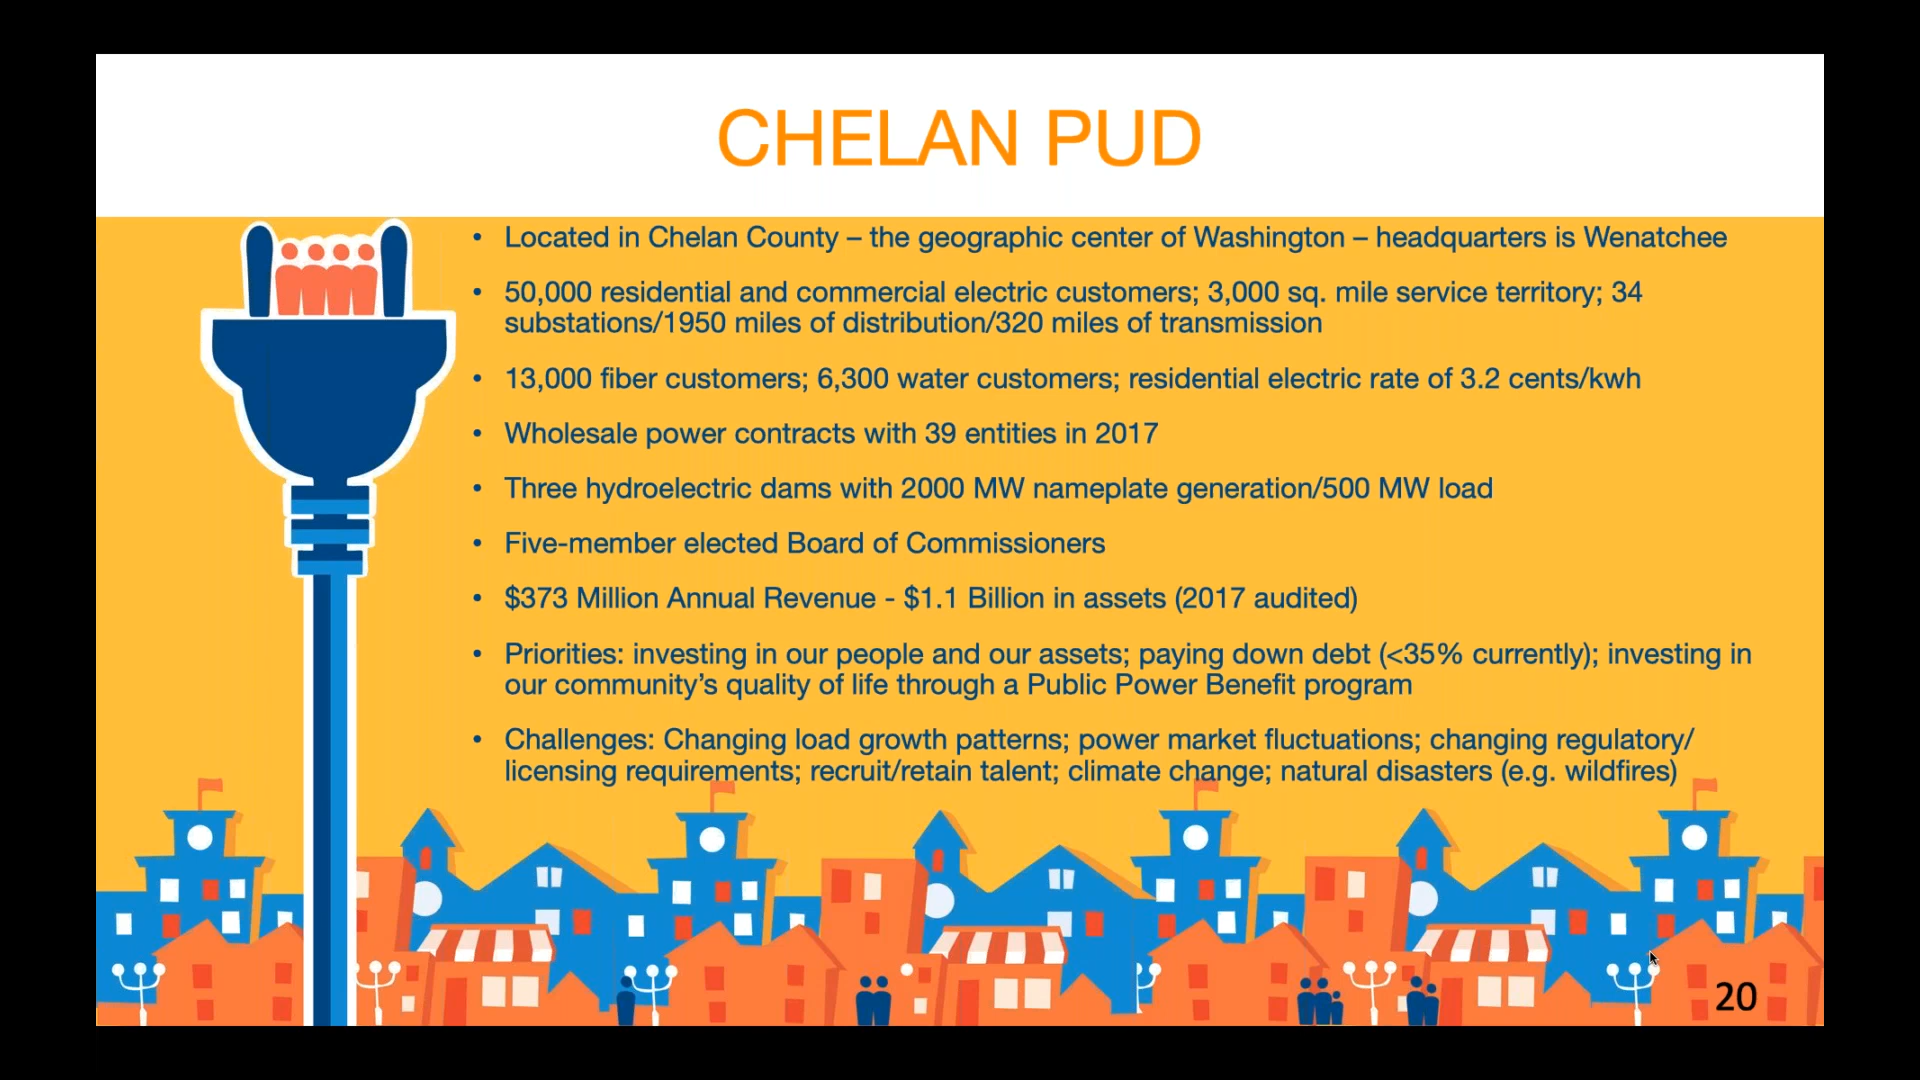 CHELAN PUD
• Located in Chelan County – the geographic center of Washington – headquarters is Wenatchee
• 50,000 residential and commercial electric customers; 3,000 sq. mile service territory; 34
substations/1950 miles of distribution/320 miles of transmission
• 13,000 fiber customers; 6,300 water customers; residential electric rate of 3.2 cents/kwh
• Wholesale power contracts with 39 entities in 2017
• Three hydroelectric dams with 2000 MW nameplate generation/500 MW load
• Five-member elected Board of Commissioners
• $373 Million Annual Revenue - $1.1 Billion in assets (2017 audited)
• Priorities: investing in our people and our assets; paying down debt (<35% currently); investing in
our community’s quality of life through a Public Power Benefit program
• Challenges: Changing load growth patterns; power market fluctuations; changing regulatory/
licensing requirements; recruit/retain talent; climate change; natural disasters (e.g. wildfires)
20